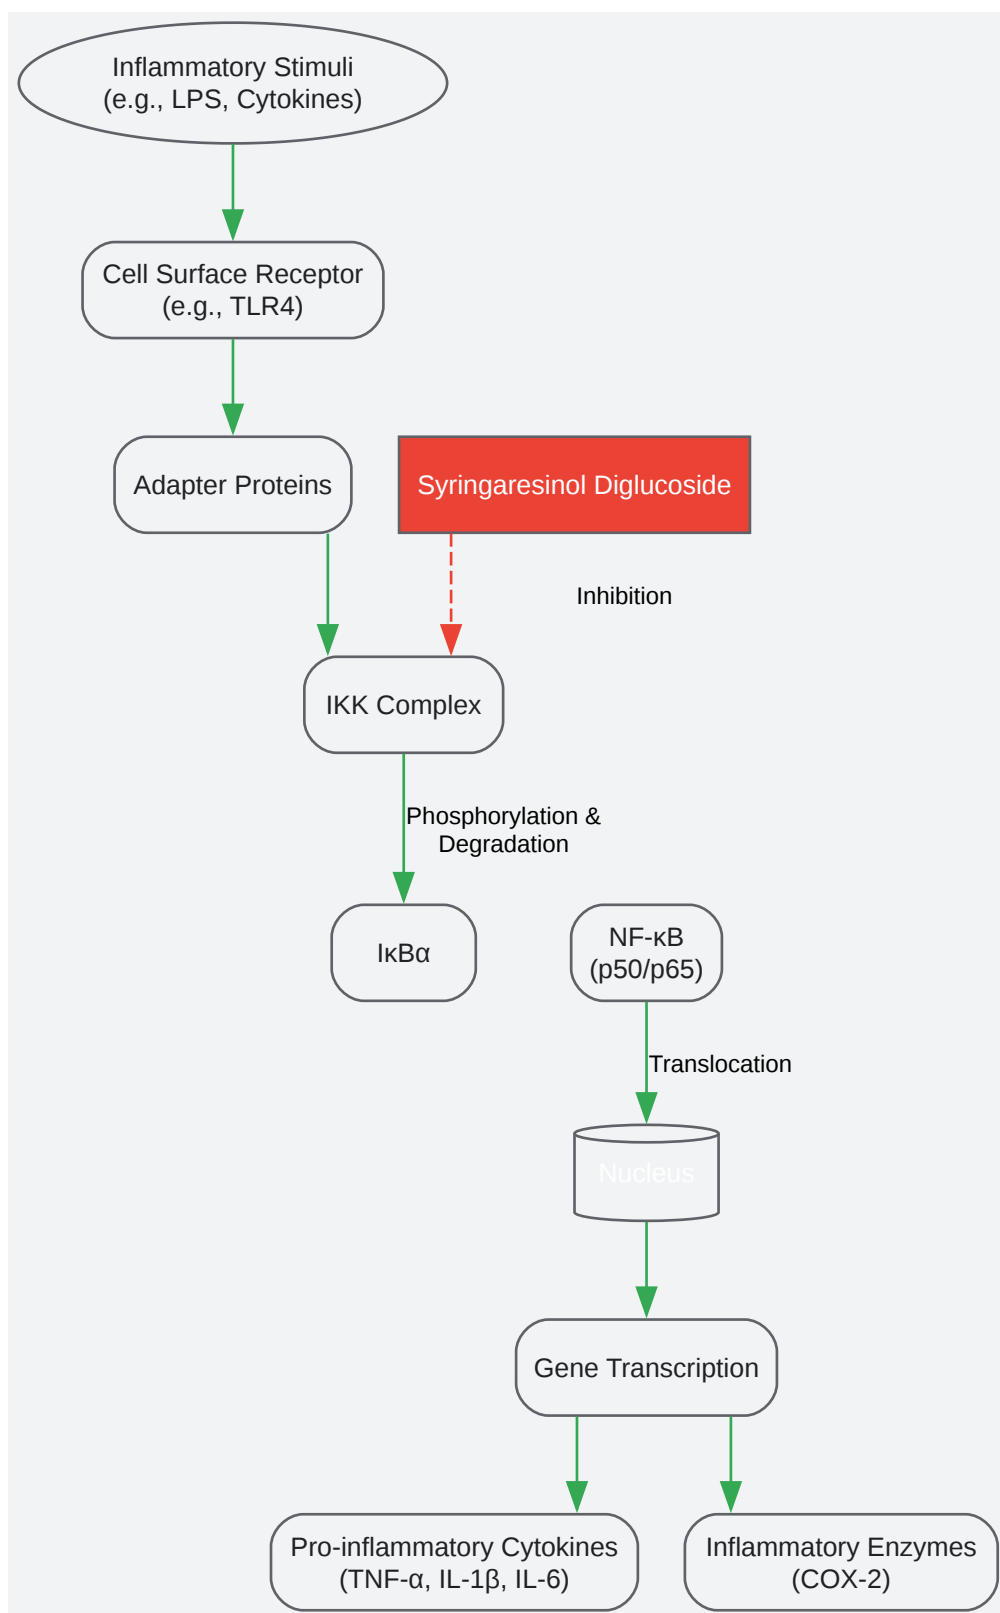 Inflammatory Stimuli
(e.g., LPS, Cytokines)
Cell Surface Receptor
(e.g., TLR4)
Adapter Proteins
Syringaresinol Diglucoside
Inhibition
IKK Complex
Phosphorylation &
Degradation
IκBα
NF-κB
(p50/p65)
Translocation
Nucleus
Gene Transcription
Pro-inflammatory Cytokines
(TNF-α, IL-1β, IL-6)
Inflammatory Enzymes
(COX-2)